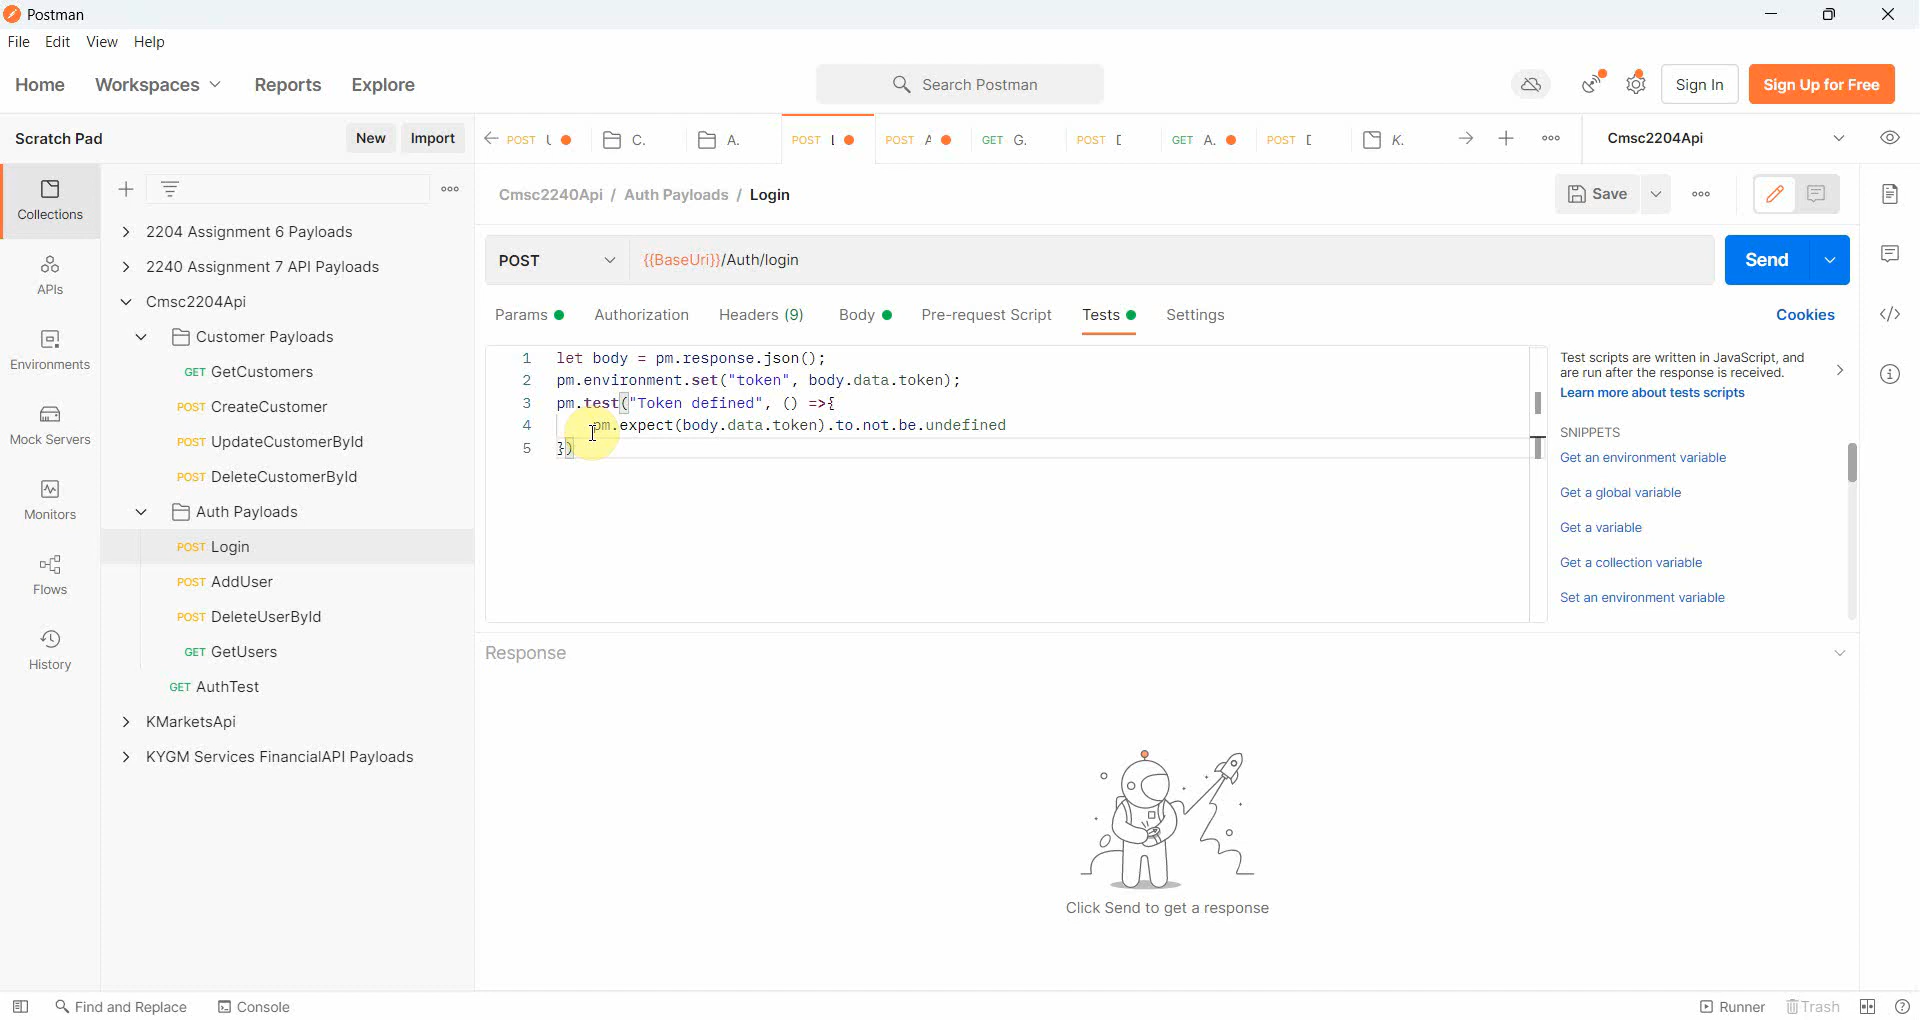 Postman
File Edit View Help
Home Workspaces Reports Explore
Search Postman
Sign In Sign Up for Free
Scratch Pad New Import
POST C. A. POST POST A GET G. POST GET A. POST K.
Cmsc2204Api
Collections
APIs
Environments
Mock Servers
Monitors
Flows
History
2204 Assignment 6 Payloads
2240 Assignment 7 API Payloads
Cmsc2204Api
Customer Payloads
GET GetCustomers
POST CreateCustomer
POST UpdateCustomerById
POST DeleteCustomerById
Auth Payloads
POST Login
POST AddUser
POST DeleteUserById
GET GetUsers
GET AuthTest
KMarketsApi
KYGM Services FinancialAPI Payloads
Cmsc2240Api / Auth Payloads / Login
Save
POST {{BaseUri}}/Auth/login Send
Params Authorization Headers (9) Body Pre-request Script Tests Settings Cookies
1 let body = pm.response.json();
2 pm.environment.set("token", body.data.token);
3 pm.test("Token defined", () =>{
4 pm.expect(body.data.token).to.not.be.undefined
5 })
Test scripts are written in JavaScript, and
are run after the response is received.
Learn more about tests scripts
SNIPPETS
Get an environment variable
Get a global variable
Get a variable
Get a collection variable
Set an environment variable
Response
Click Send to get a response
Find and Replace Console Runner Trash